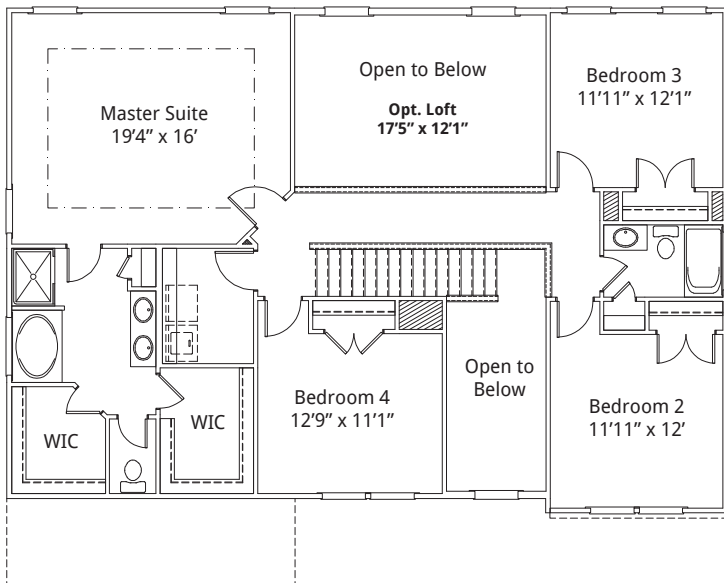 Master Suite
19’4” x 16’
Open to Below
Opt. Loft
17’5” x 12’1”
Bedroom 3
11’11” x 12’1”
WIC
WIC
Bedroom 4
12’9” x 11’1”
Open to
Below
Bedroom 2
11’11” x 12’